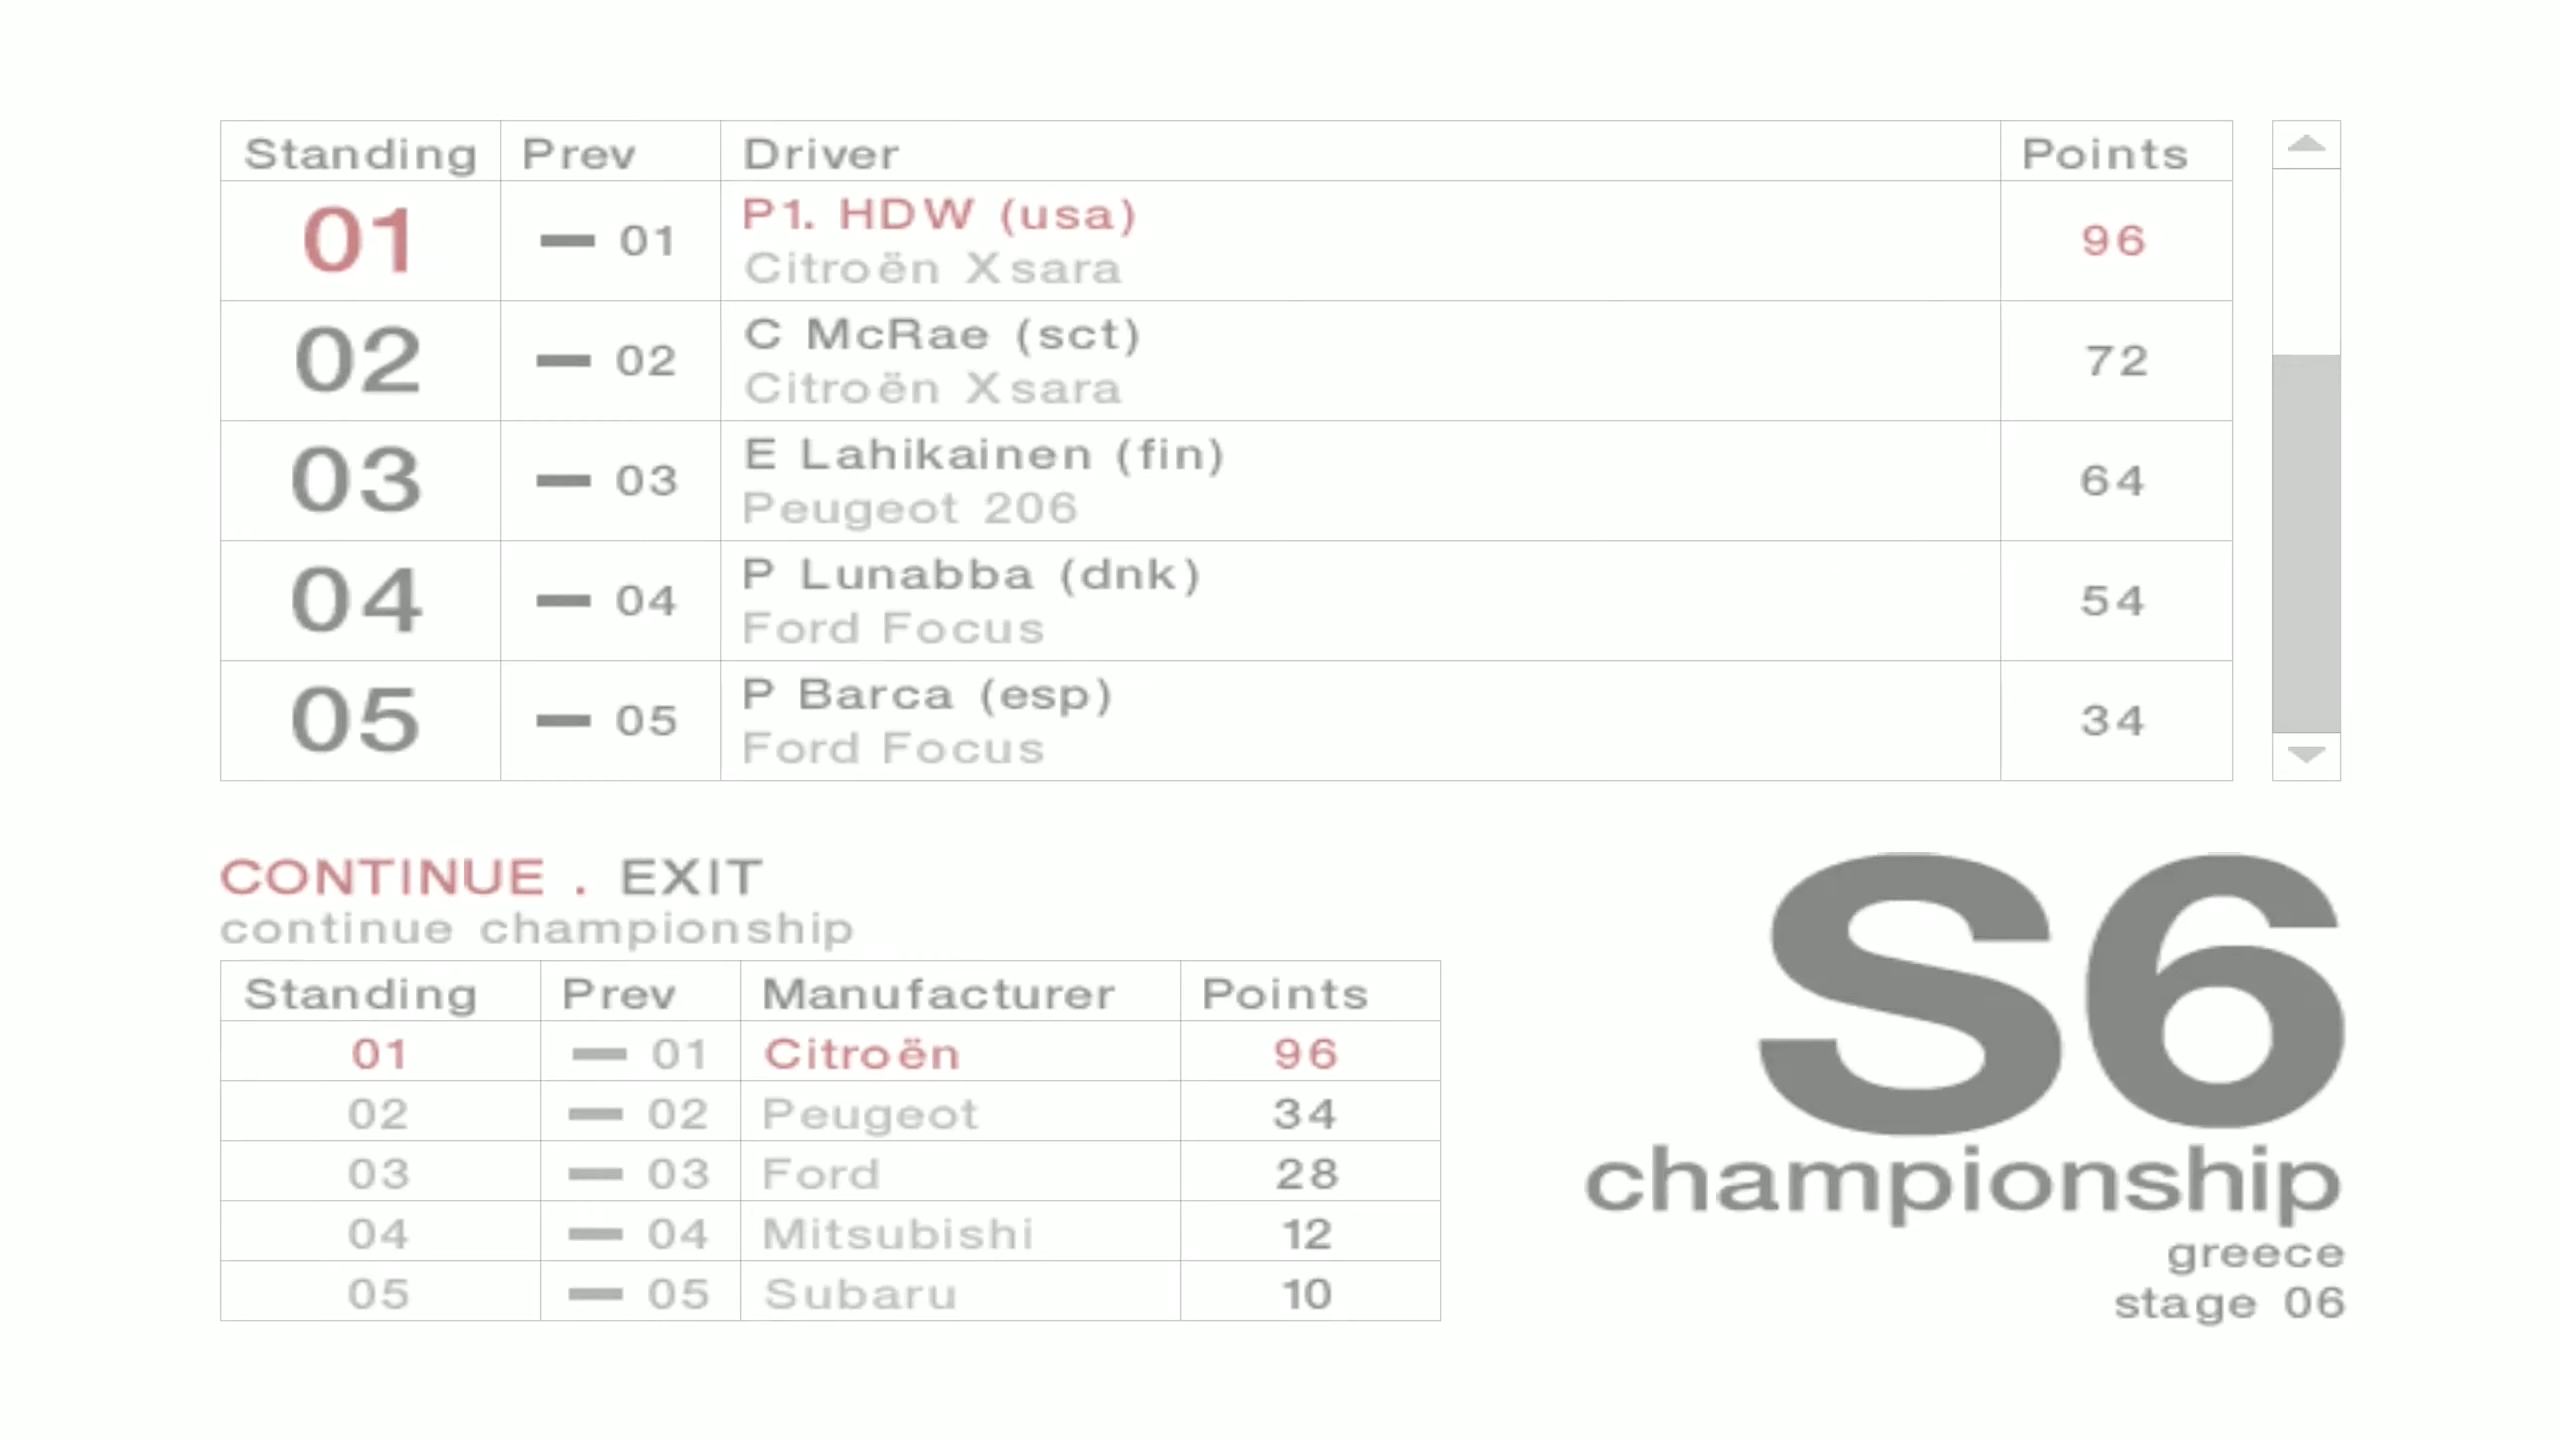 Standing Prev Driver Points
01 — 01 P1. HDW (usa) 96
Citroën Xsara
02 — 02 C McRae (sct) 72
Citroën Xsara
03 — 03 E Lahikainen (fin) 64
Peugeot 206
04 — 04 P Lunabba (dnk) 54
Ford Focus
05 — 05 P Barca (esp) 34
Ford Focus
CONTINUE . EXIT
continue championship
Standing Prev Manufacturer Points
01 — 01 Citroën 96
02 — 02 Peugeot 34
03 — 03 Ford 28
04 — 04 Mitsubishi 12
05 — 05 Subaru 10
S6
championship
greece
stage 06